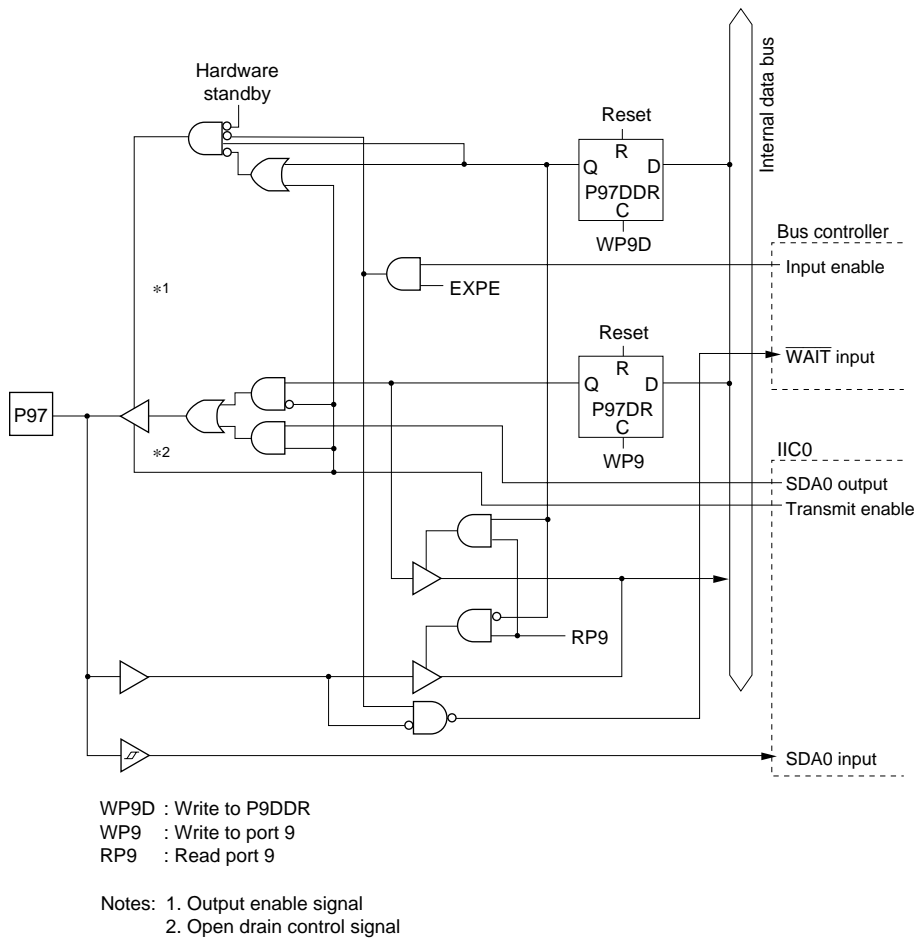 Hardware
standby
Reset
R
Q D
P97DDR
C
WP9D
Internal data bus
Bus controller
Input enable
EXPE
*1
Reset
R
Q D
P97DR
C
WP9
WAIT input
P97
*2
IIC0
SDA0 output
Transmit enable
RP9
SDA0 input
WP9D : Write to P9DDR
WP9 : Write to port 9
RP9 : Read port 9
Notes: 1. Output enable signal
2. Open drain control signal